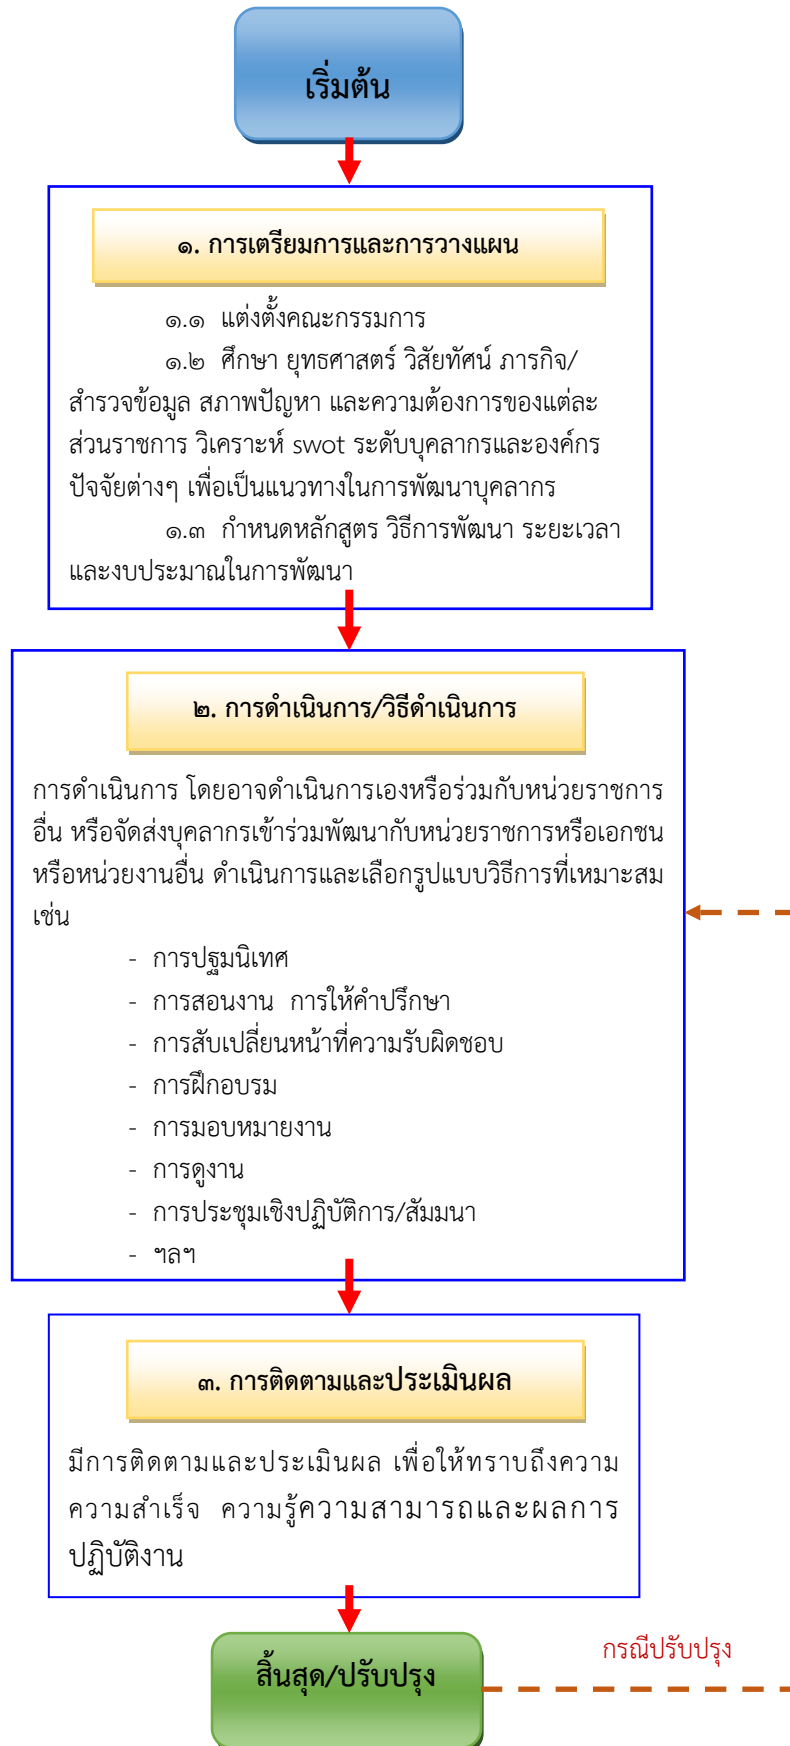 เริ่มต้น
๑. การเตรียมการและการวางแผน
๑.๑ แต่งตั้งคณะกรรมการ
๑.๒ ศึกษา ยุทธศาสตร์ วิสัยทัศน์ ภารกิจ/
สำรวจข้อมูล สภาพปัญหา และความต้องการของแต่ละ
ส่วนราชการ วิเคราะห์ swot ระดับบุคลากรและองค์กร
ปัจจัยต่างๆ เพื่อเป็นแนวทางในการพัฒนาบุคลากร
๑.๓ กำหนดหลักสูตร วิธีการพัฒนา ระยะเวลา
และงบประมาณในการพัฒนา
๒. การดำเนินการ/วิธีดำเนินการ
การดำเนินการ โดยอาจดำเนินการเองหรือร่วมกับหน่วยราชการ
อื่น หรือจัดส่งบุคลากรเข้าร่วมพัฒนากับหน่วยราชการหรือเอกชน
หรือหน่วยงานอื่น ดำเนินการและเลือกรูปแบบวิธีการที่เหมาะสม
เช่น
- การปฐมนิเทศ
- การสอนงาน การให้คำปรึกษา
- การสับเปลี่ยนหน้าที่ความรับผิดชอบ
- การฝึกอบรม
- การมอบหมายงาน
- การดูงาน
- การประชุมเชิงปฏิบัติการ/สัมมนา
- ฯลฯ
๓. การติดตามและประเมินผล
มีการติดตามและประเมินผล เพื่อให้ทราบถึงความ
ความสำเร็จ ความรู้ความสามารถและผลการ
ปฏิบัติงาน
กรณีปรับปรุง
สิ้นสุด/ปรับปรุง